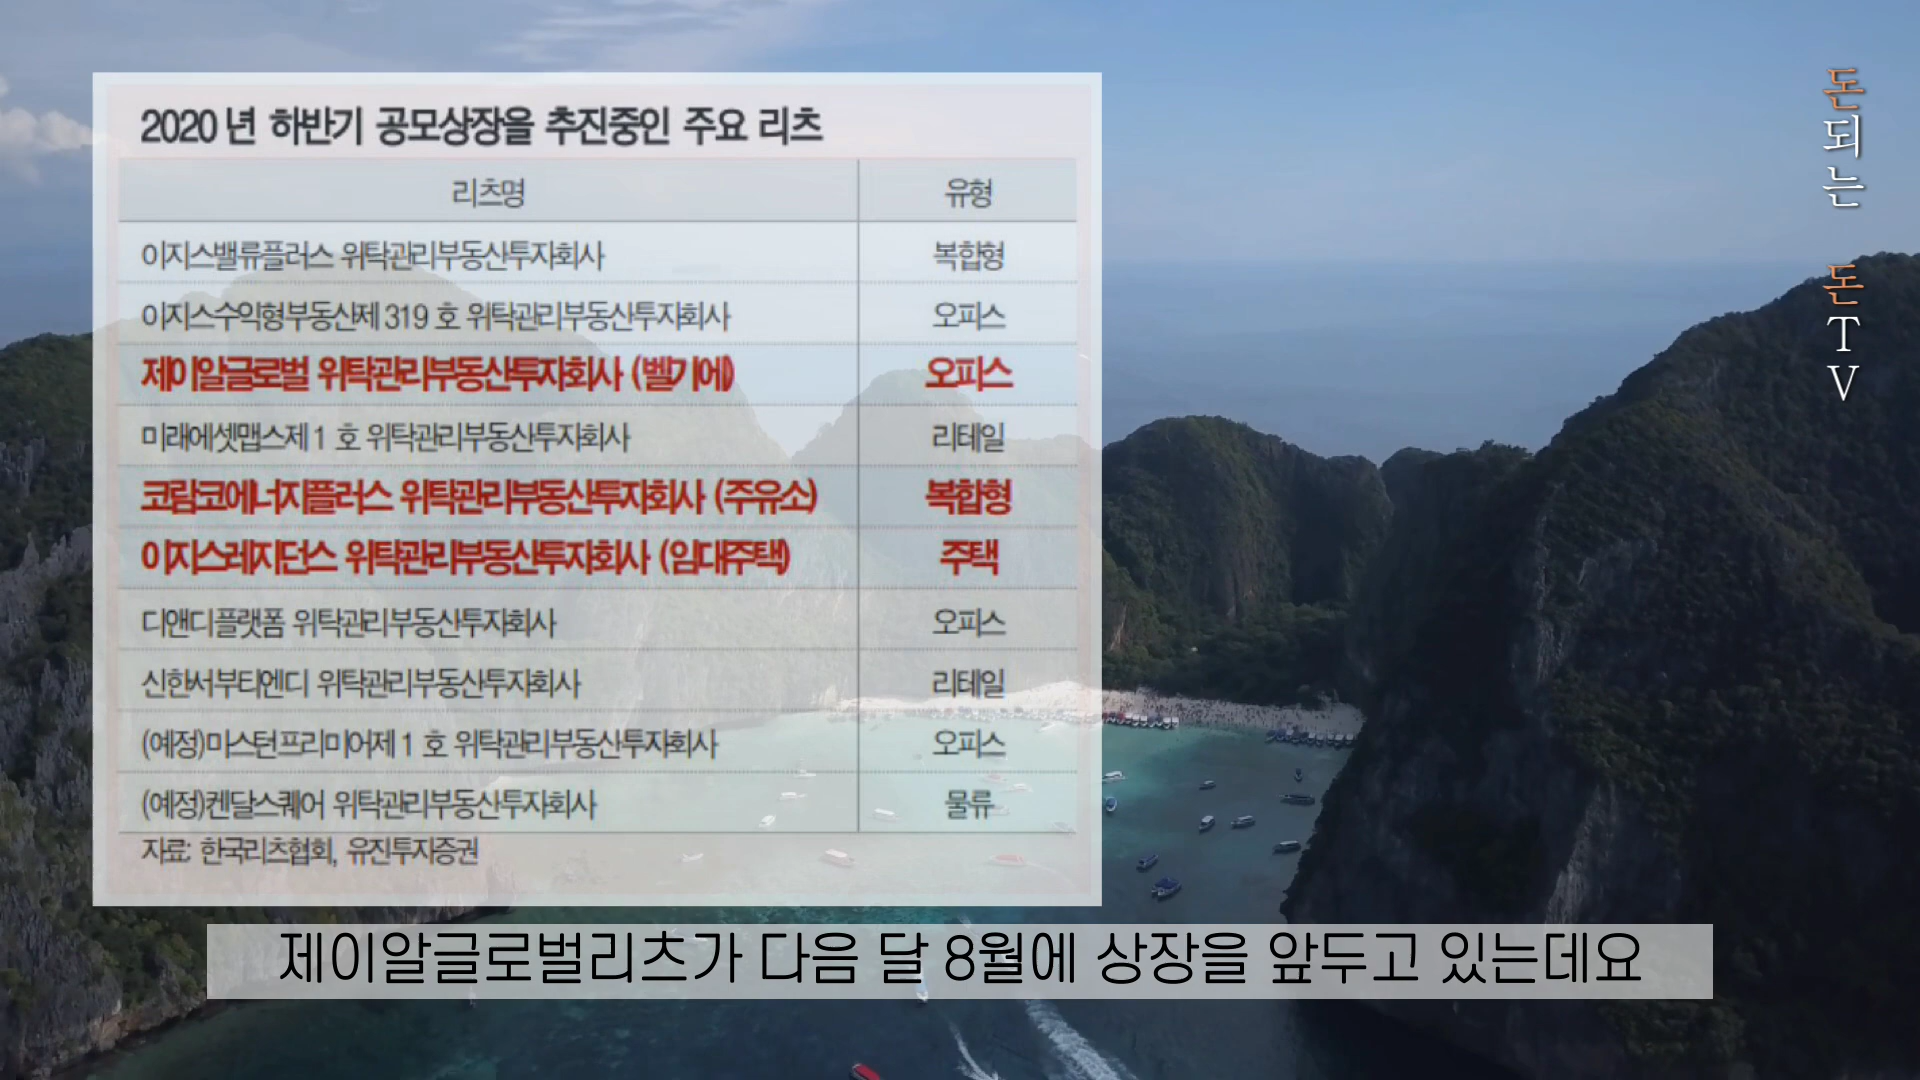 2020년 하반기 공모상장을 추진중인 주요 리츠
리츠명 유형
이지스밸류플러스 위탁관리부동산투자회사 복합형
이지스수익형부동산제 319 호 위탁관리부동산투자회사 오피스
제이알글로벌 위탁관리부동산투자회사 (벨기에) 오피스
미래에셋맵스제 1 호 위탁관리부동산투자회사 리테일
코람코에너지플러스 위탁관리부동산투자회사 (주유소) 복합형
이지스레지던스 위탁관리부동산투자회사 (임대주택) 주택
디앤디플랫폼 위탁관리부동산투자회사 오피스
신한서부티엔디 위탁관리부동산투자회사 리테일
(예정)마스턴프리미어제 1 호 위탁관리부동산투자회사 오피스
(예정)켄달스퀘어 위탁관리부동산투자회사 물류
자료: 한국리츠협회, 유진투자증권
제이알글로벌리츠가 다음 달 8월에 상장을 앞두고 있는데요
돈되는 돈TV